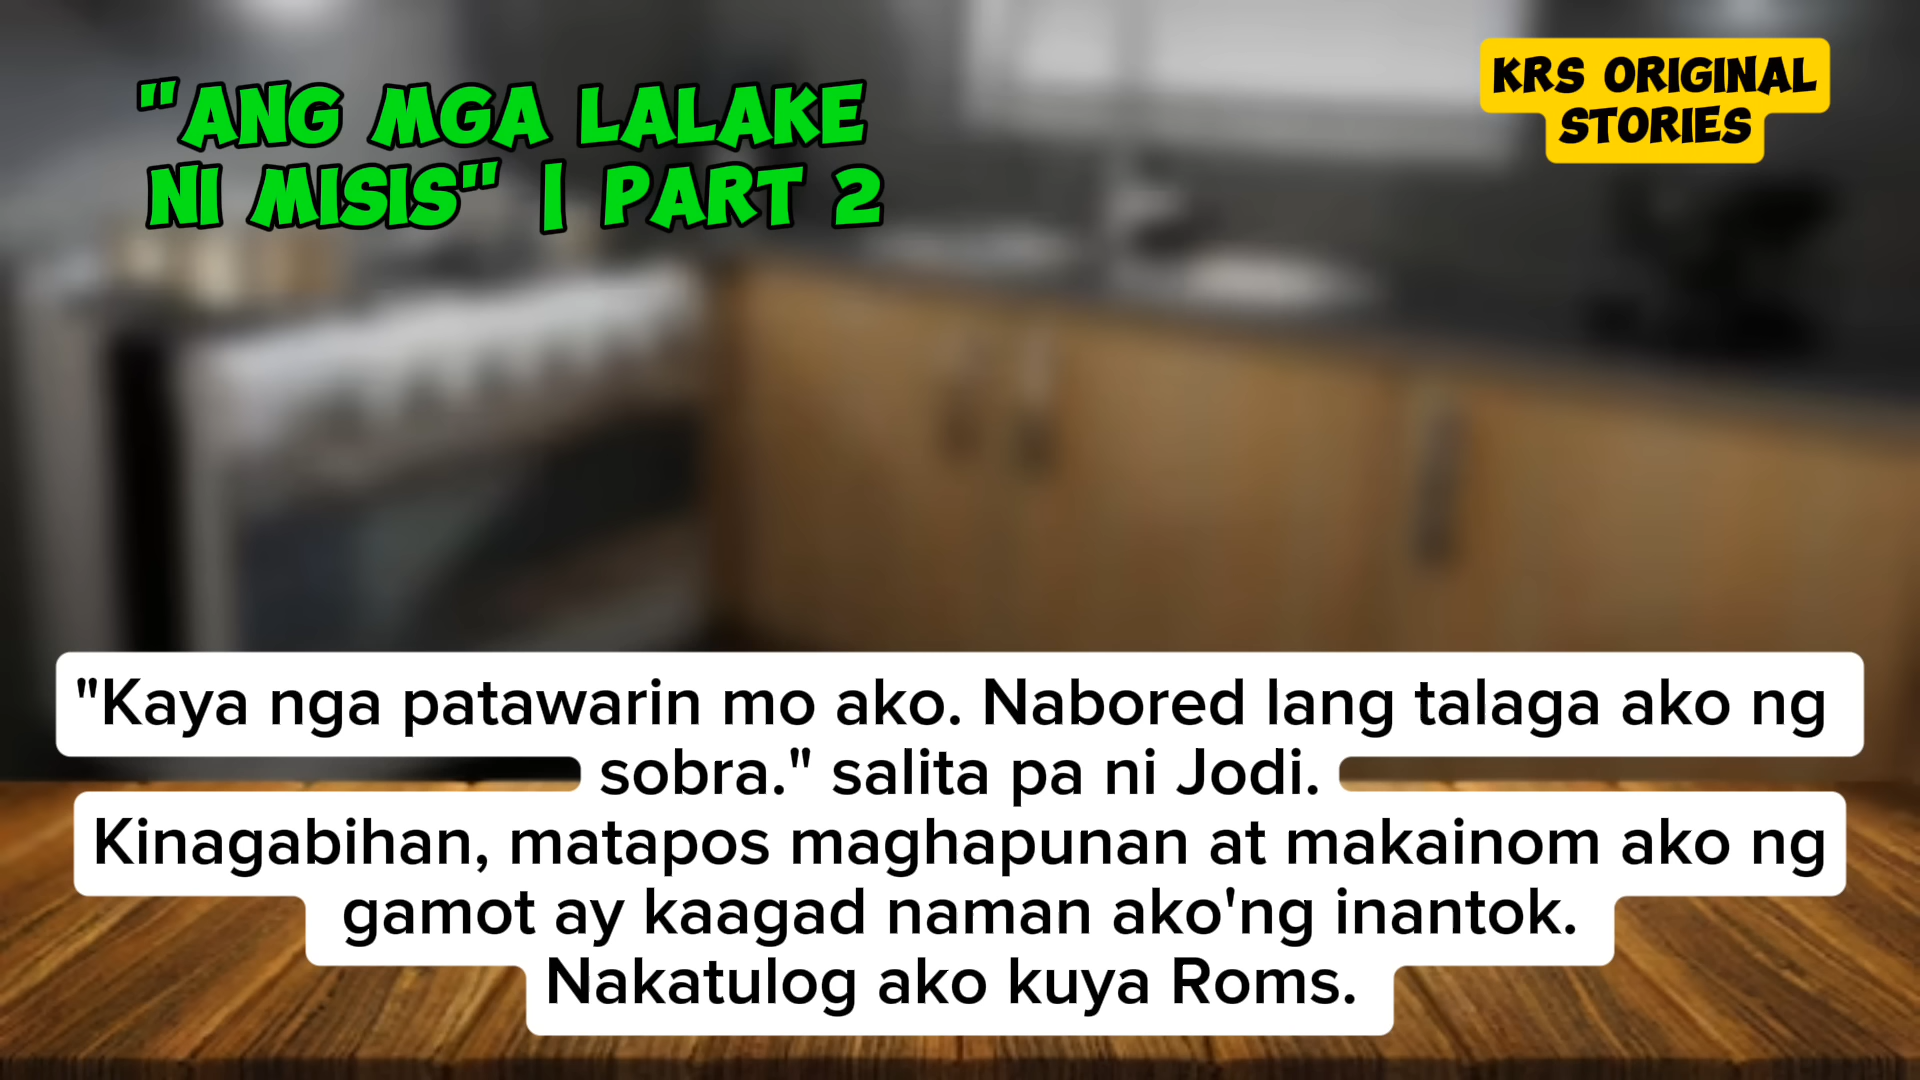 "ANG MGA LALAKE
NI MISIS" | PART 2
KRS ORIGINAL
STORIES
"Kaya nga patawarin mo ako. Nabored lang talaga ako ng
sobra." salita pa ni Jodi.
Kinagabihan, matapos maghapunan at makainom ako ng
gamot ay kaagad naman ako'ng inantok.
Nakatulog ako kuya Roms.